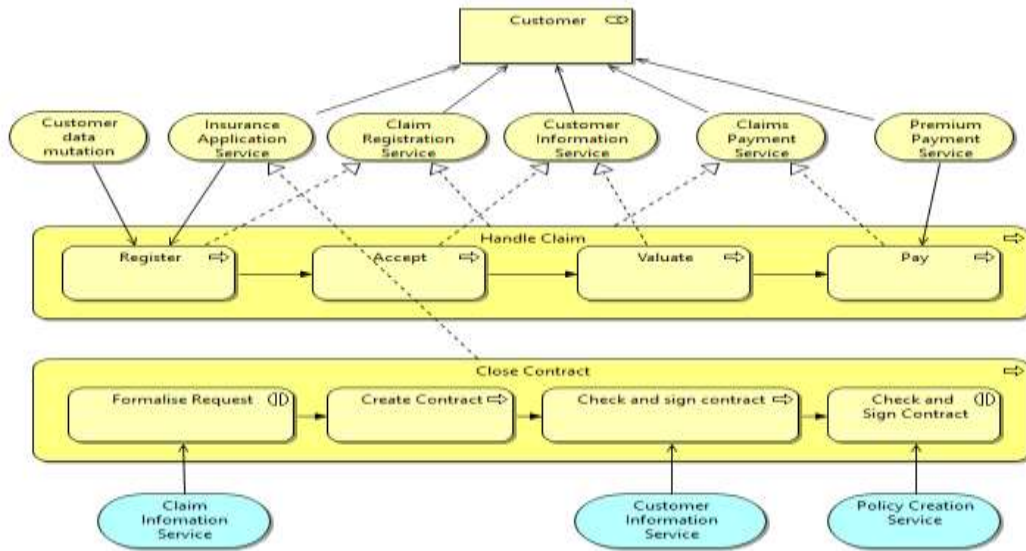 Customer
Customer
data
mutation
Insurance
Application
Service
Claim
Registration
Service
Customer
Information
Service
Claims
Payment
Service
Premium
Payment
Service
Handle Claim
Register
Accept
Valuate
Pay
Close Contract
Formalise Request
Create Contract
Check and sign contract
Check and
Sign Contract
Claim
Infomation
Service
Customer
Information
Service
Policy Creation
Service